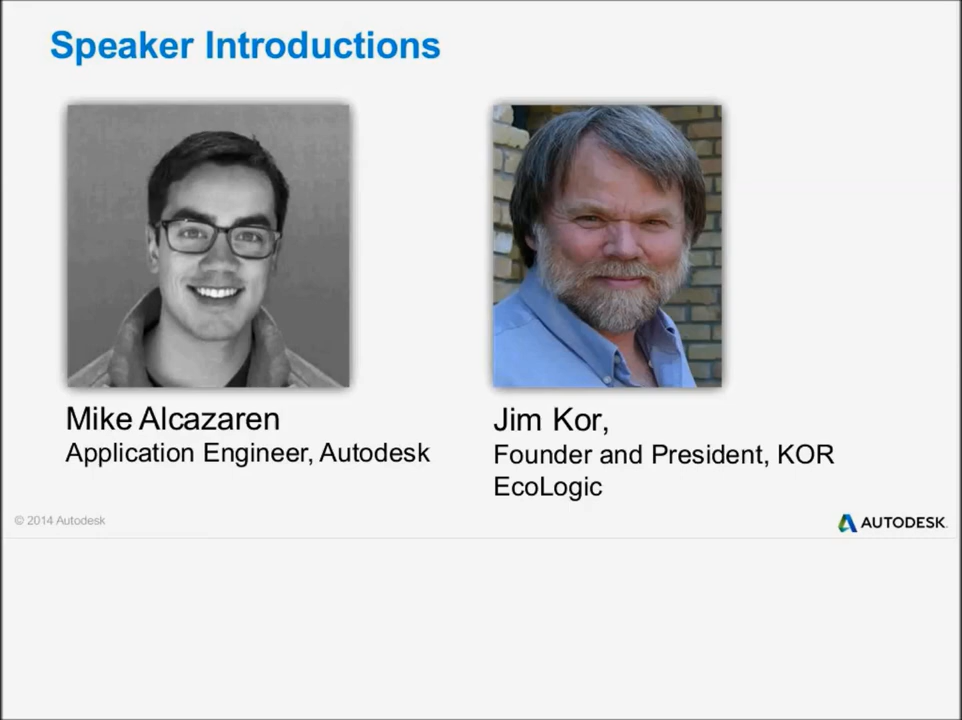 Speaker Introductions
Mike Alcazaren
Application Engineer, Autodesk
Jim Kor,
Founder and President, KOR
EcoLogic
© 2014 Autodesk
AUTODESK.